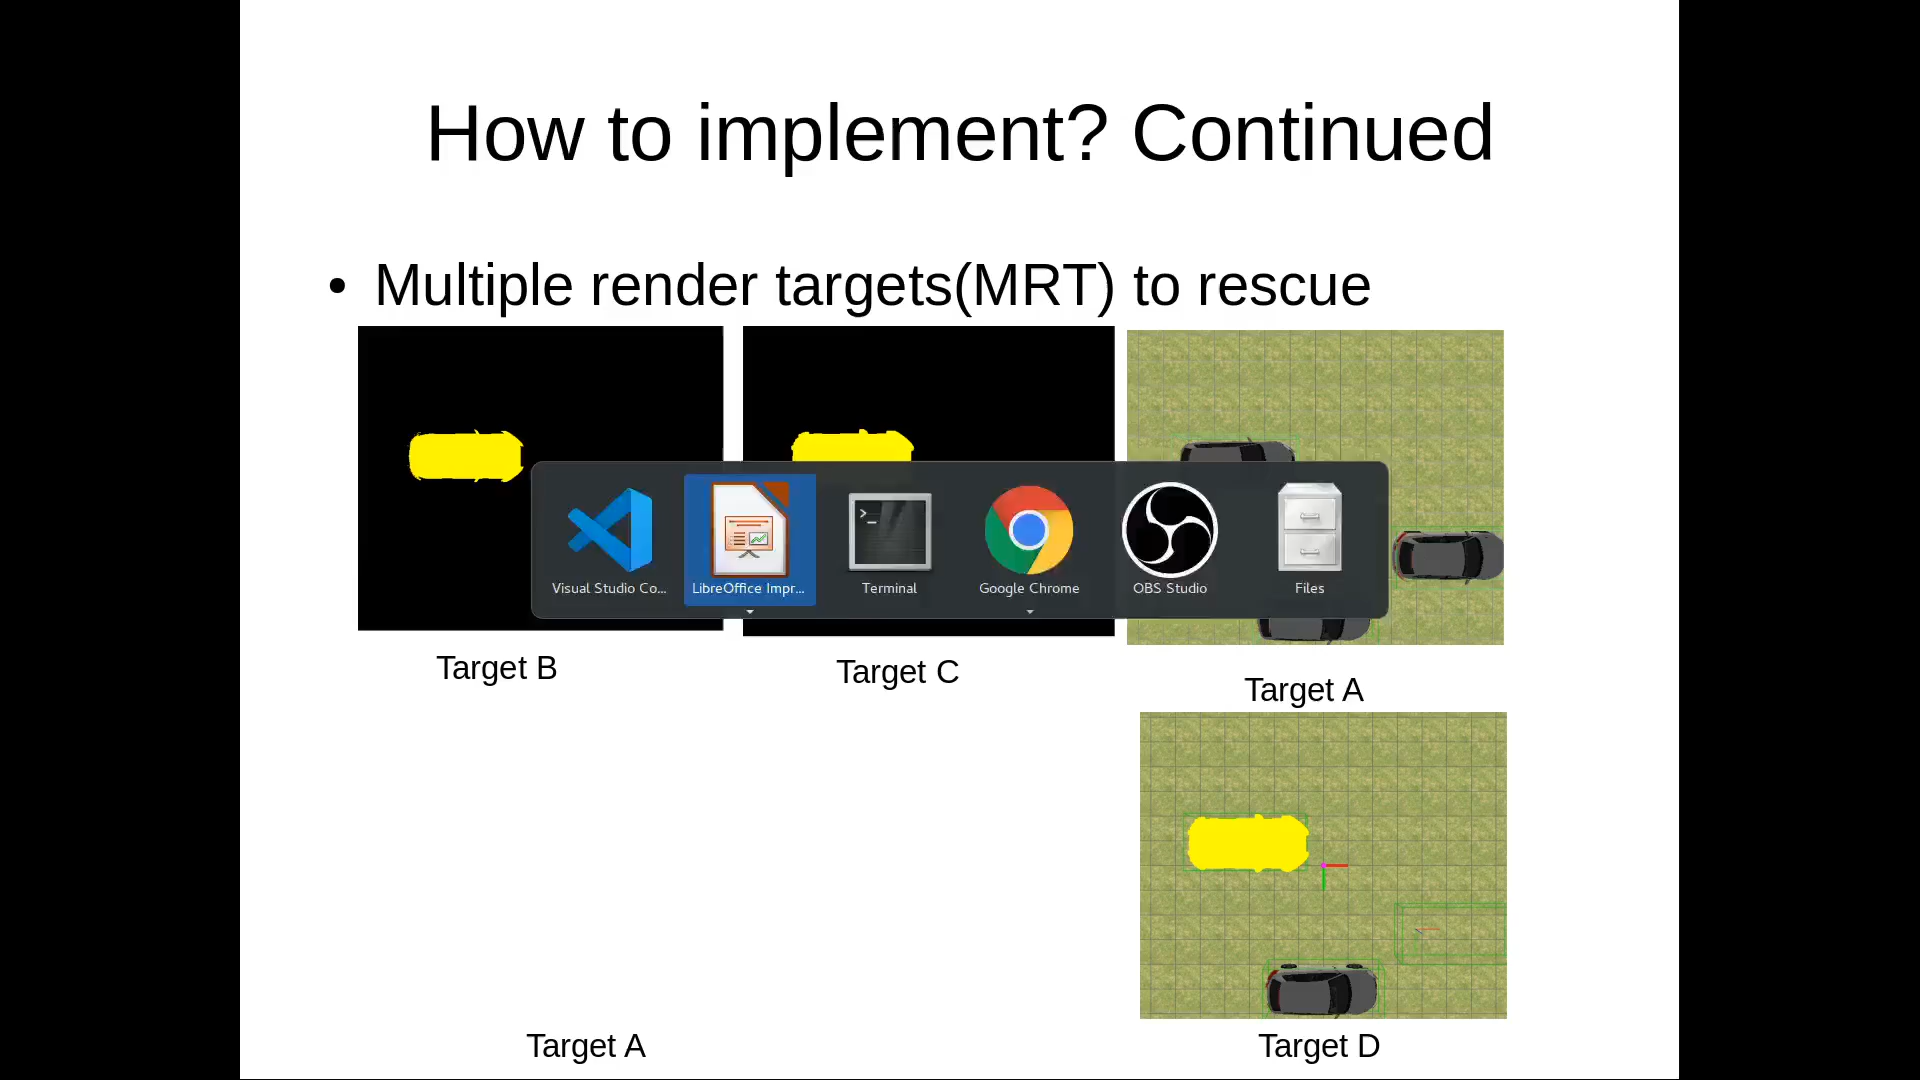 How to implement? Continued
• Multiple render targets(MRT) to rescue
Visual Studio Co...
LibreOffice Impr...
>_
Terminal
Google Chrome
OBS Studio
Files
Target B
Target C
Target A
Target A
Target D